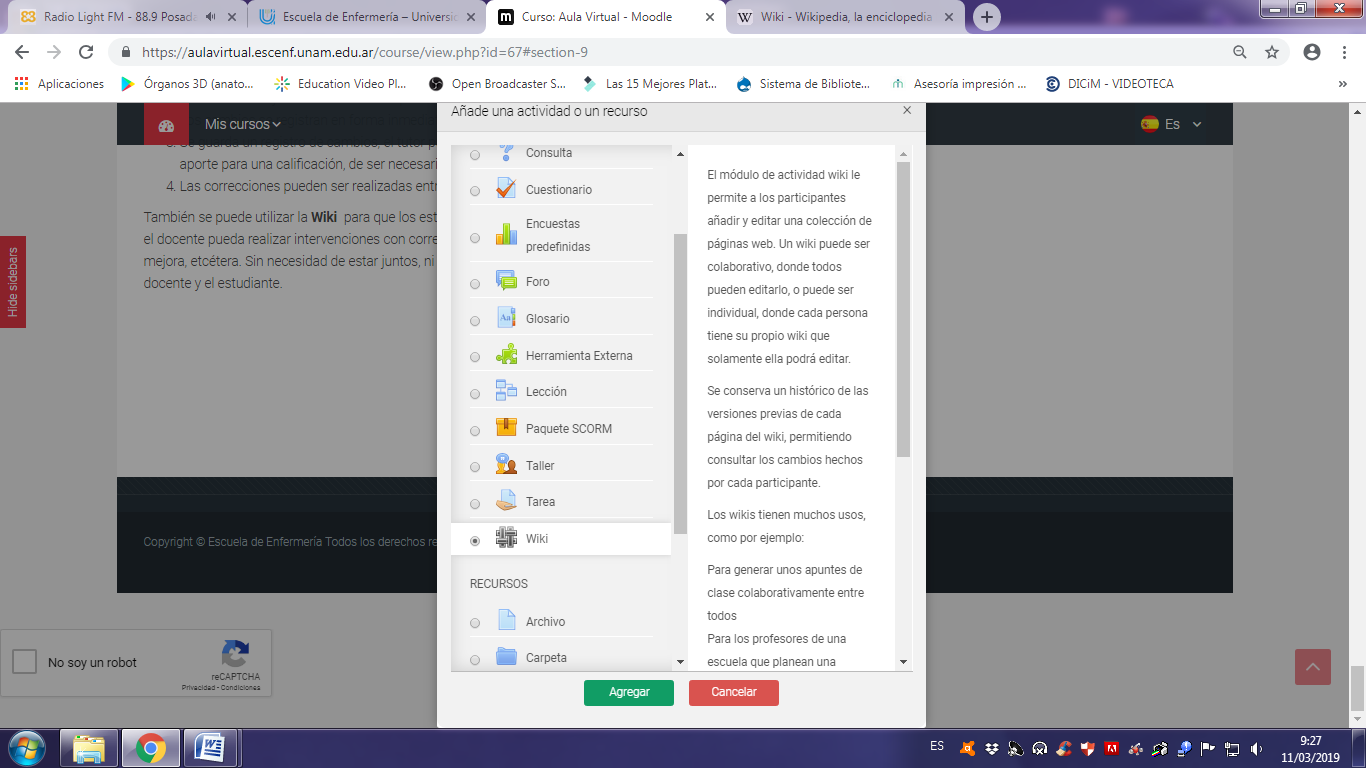 Radio Light FM - 88.9 Posada
Escuela de Enfermería – Universi
Curso: Aula Virtual - Moodle
Wiki - Wikipedia, la enciclopedia
https://aulavirtual.escenf.unam.edu.ar/course/view.php?id=67#section-9
Aplicaciones
Órganos 3D (anato...
Education Video Pl...
Open Broadcaster S...
Las 15 Mejores Plat...
Sistema de Bibliote...
Asesoría impresión ...
DICiM - VIDEOTECA
»
Añade una actividad o un recurso
×
Mis cursos
Es
aporte para una calificación, de ser necesari
4. Las correcciones pueden ser realizadas entr
También se puede utilizar la Wiki para que los est
el docente pueda realizar intervenciones con corre
mejora, etcétera. Sin necesidad de estar juntos, ni
docente y el estudiante.
Hide sidebars
Consulta
Cuestionario
Encuestas
predefinidas
Foro
Glosario
Herramienta Externa
Lección
Paquete SCORM
Taller
Tarea
Wiki
RECURSOS
Archivo
Carpeta
El módulo de actividad wiki le
permite a los participantes
añadir y editar una colección de
páginas web. Un wiki puede ser
colaborativo, donde todos
pueden editarlo, o puede ser
individual, donde cada persona
tiene su propio wiki que
solamente ella podrá editar.
Se conserva un histórico de las
versiones previas de cada
página del wiki, permitiendo
consultar los cambios hechos
por cada participante.
Los wikis tienen muchos usos,
como por ejemplo:
Para generar unos apuntes de
clase colaborativamente entre
todos
Para los profesores de una
escuela que planean una
Agregar
Cancelar
Copyright © Escuela de Enfermería Todos los derechos re
No soy un robot
reCAPTCHA
Privacidad - Condiciones
ES
9:27
11/03/2019